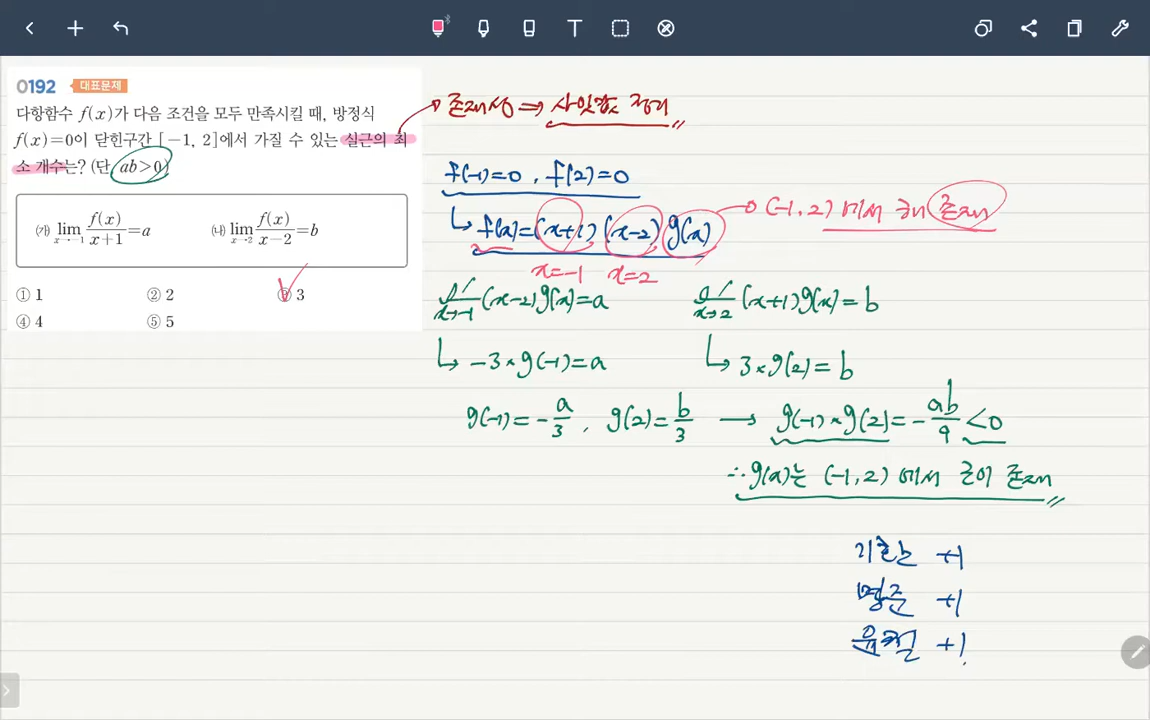 0192 대표문제
다항함수 f(x)가 다음 조건을 모두 만족시킬 때, 방정식
f(x)=0이 닫힌구간 [-1, 2]에서 가질 수 있는 실근의 최
소 개수는? (단, ab>0)
(가) lim_{x→-1} f(x)/(x+1)=a (나) lim_{x→2} f(x)/(x-2)=b
① 1 ② 2 ③ 3
④ 4 ⑤ 5
존재성 ⇒ 사잇값 정리
f(-1)=0, f(2)=0
↳ f(x)=(x+1)(x-2)g(x) → (-1, 2)에서 근 존재
x=-1 x=2
lim_{x→-1} (x-2)g(x)=a lim_{x→2} (x+1)g(x)=b
↳ -3×g(-1)=a ↳ 3×g(2)=b
g(-1)=-a/3, g(2)=b/3 → g(-1)×g(2)=-ab/9<0
∴ g(x)는 (-1, 2)에서 근이 존재
+1
명준 +1
+1